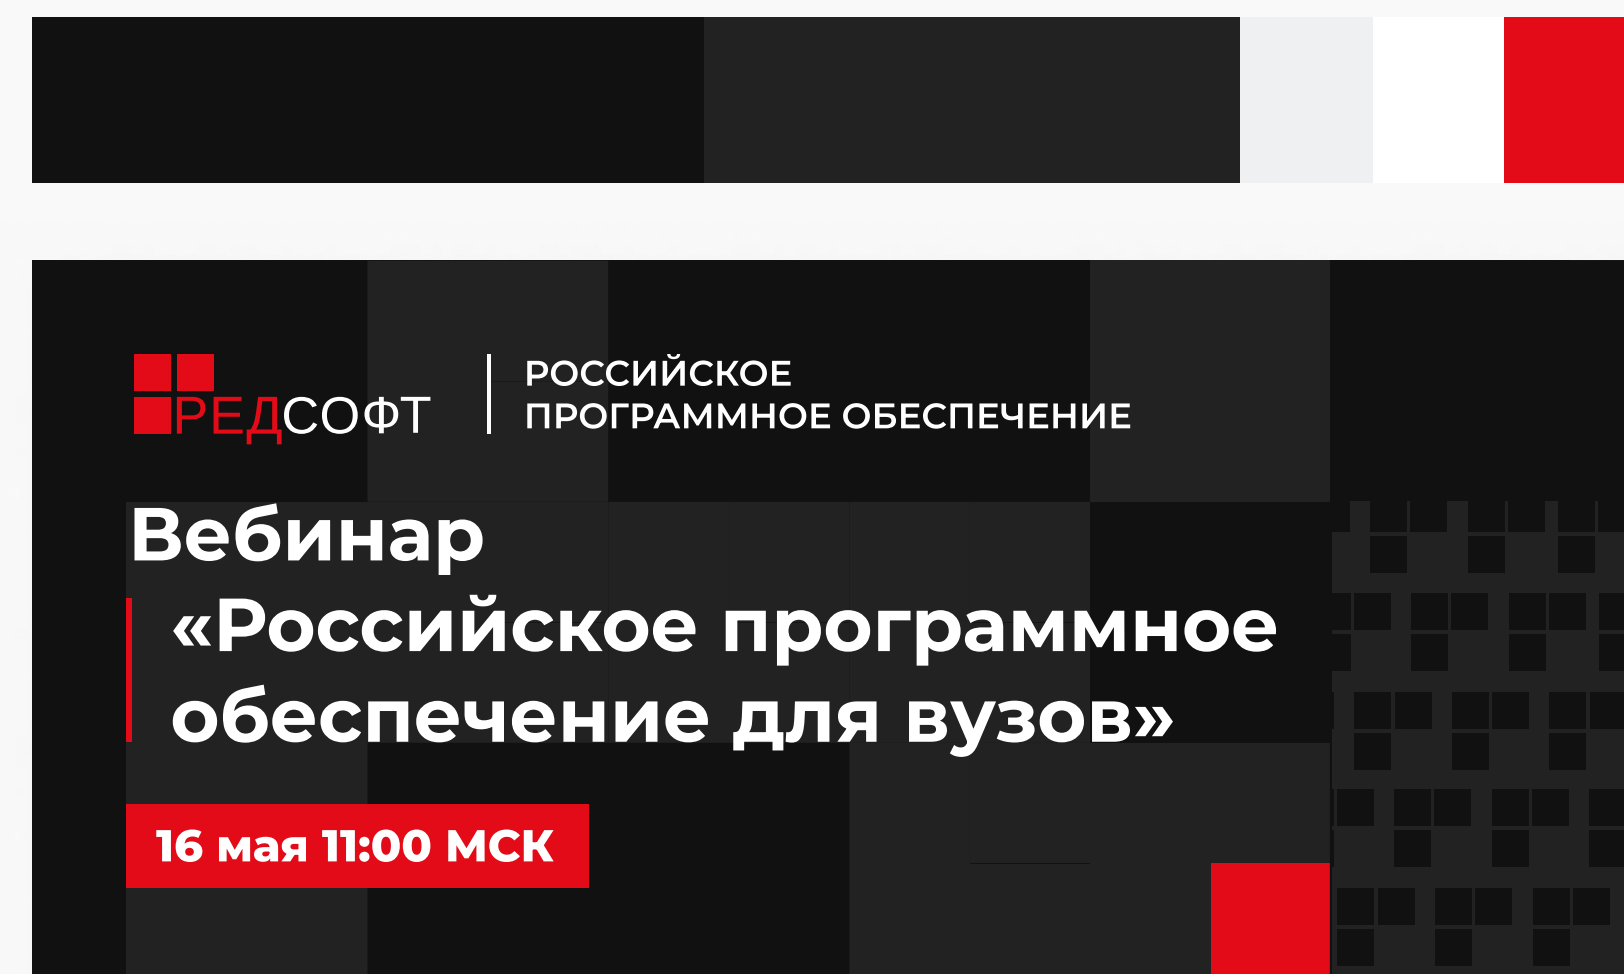 РЕДСОФТ
РОССИЙСКОЕ
ПРОГРАММНОЕ ОБЕСПЕЧЕНИЕ
Вебинар
«Российское программное
обеспечение для вузов»
16 мая 11:00 МСК